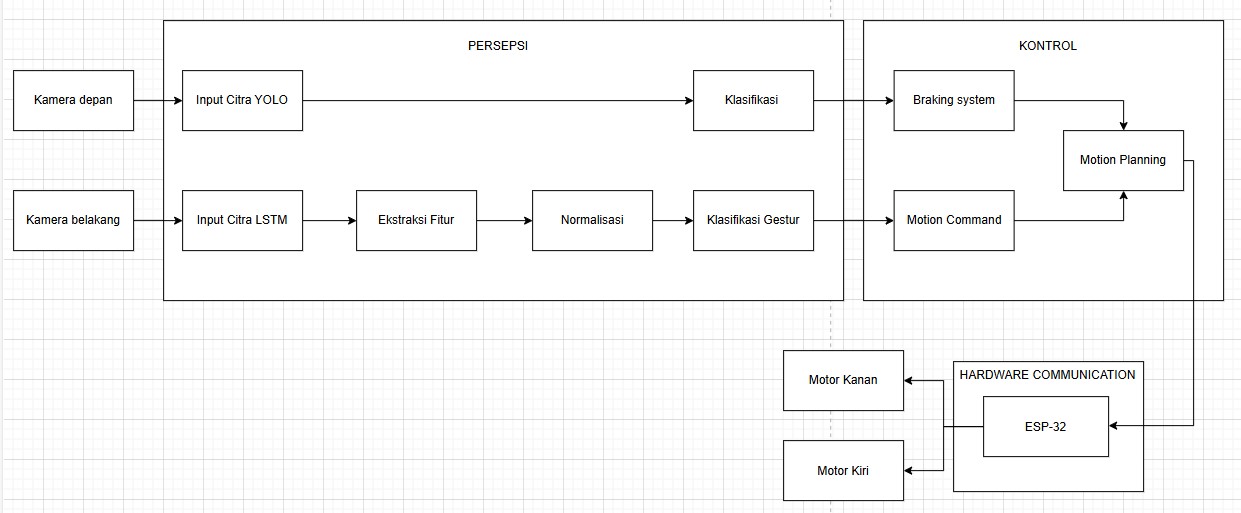 PERSEPSI
KONTROL
Kamera depan
Input Citra YOLO
Klasifikasi
Braking system
Motion Planning
Kamera belakang
Input Citra LSTM
Ekstraksi Fitur
Normalisasi
Klasifikasi Gestur
Motion Command
HARDWARE COMMUNICATION
Motor Kanan
ESP-32
Motor Kiri